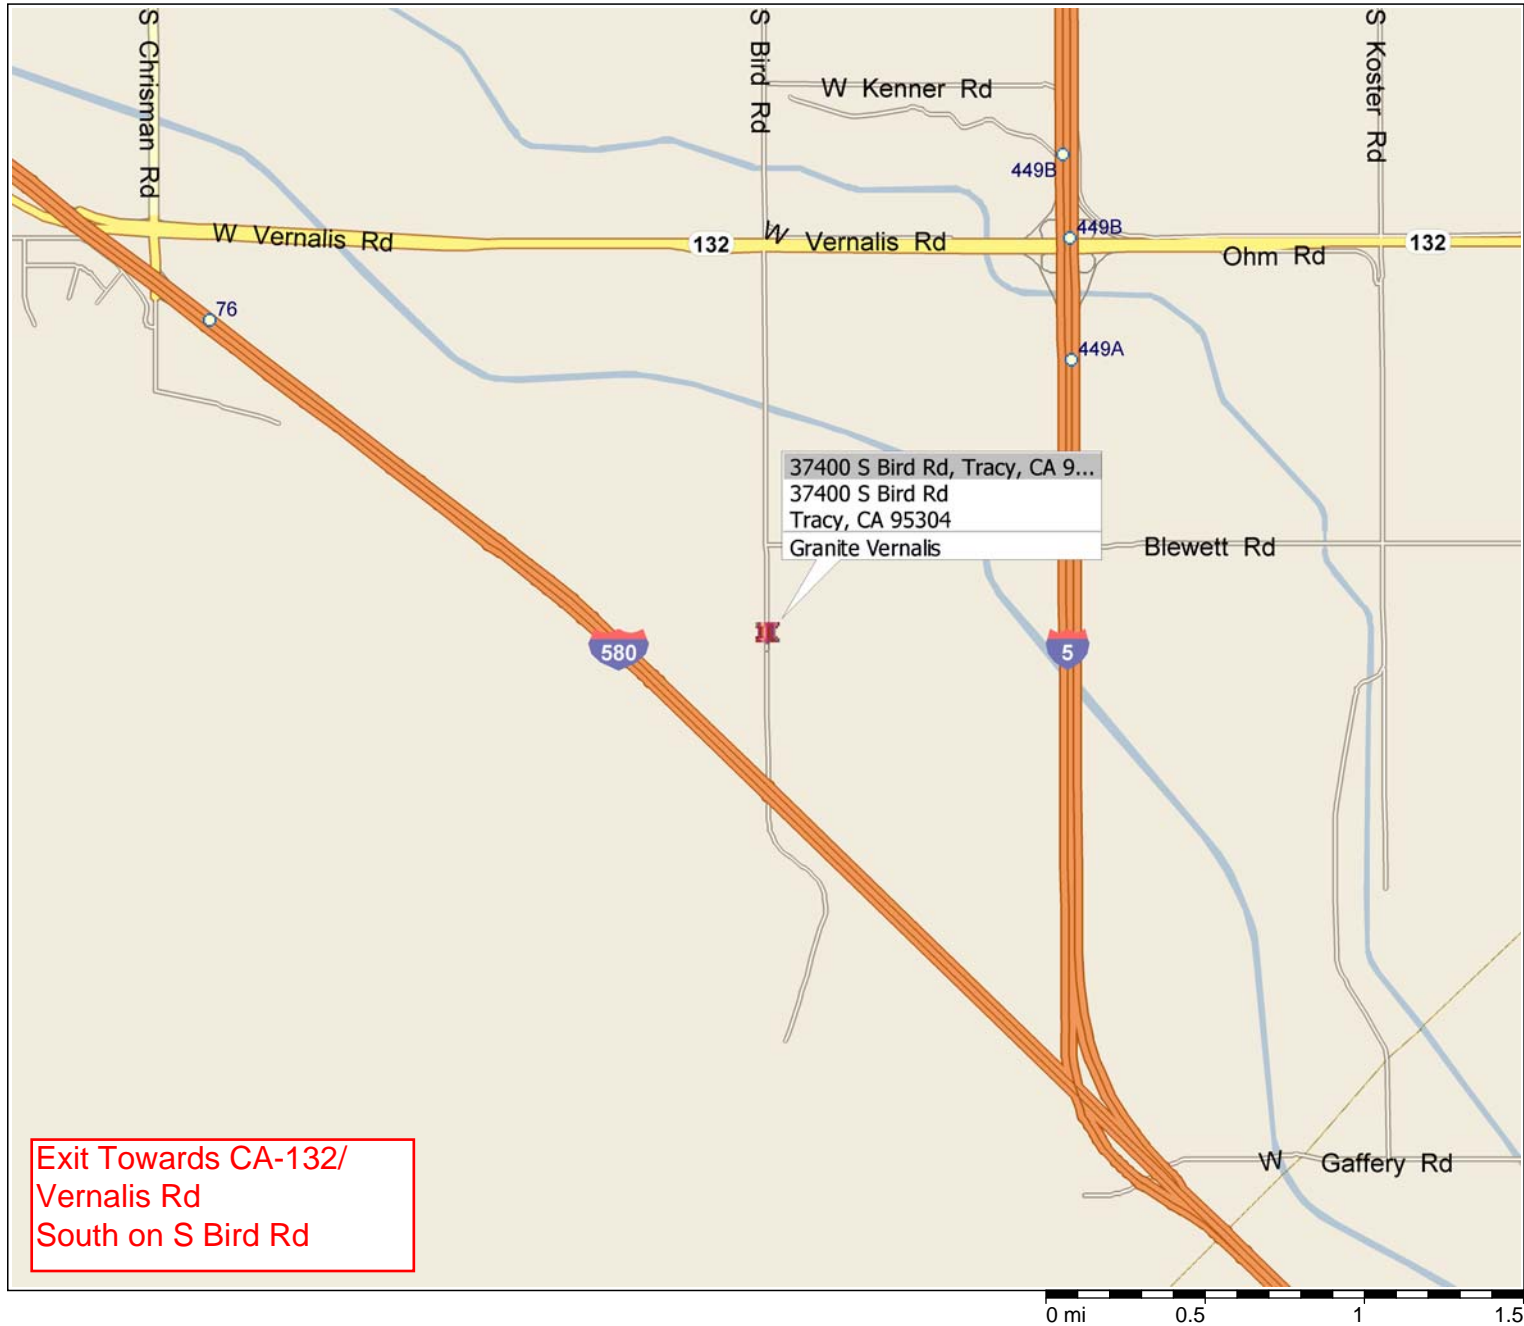 S Chrisman Rd
S Bird Rd
S Koster Rd
W Kenner Rd
449B
449B
W Vernalis Rd
132
W Vernalis Rd
132
Ohm Rd
76
449A
37400 S Bird Rd, Tracy, CA 9...
37400 S Bird Rd
Tracy, CA 95304
Granite Vernalis
Blewett Rd
580
5
W Gaffery Rd
Exit Towards CA-132/
Vernalis Rd
South on S Bird Rd
0 mi 0.5 1 1.5